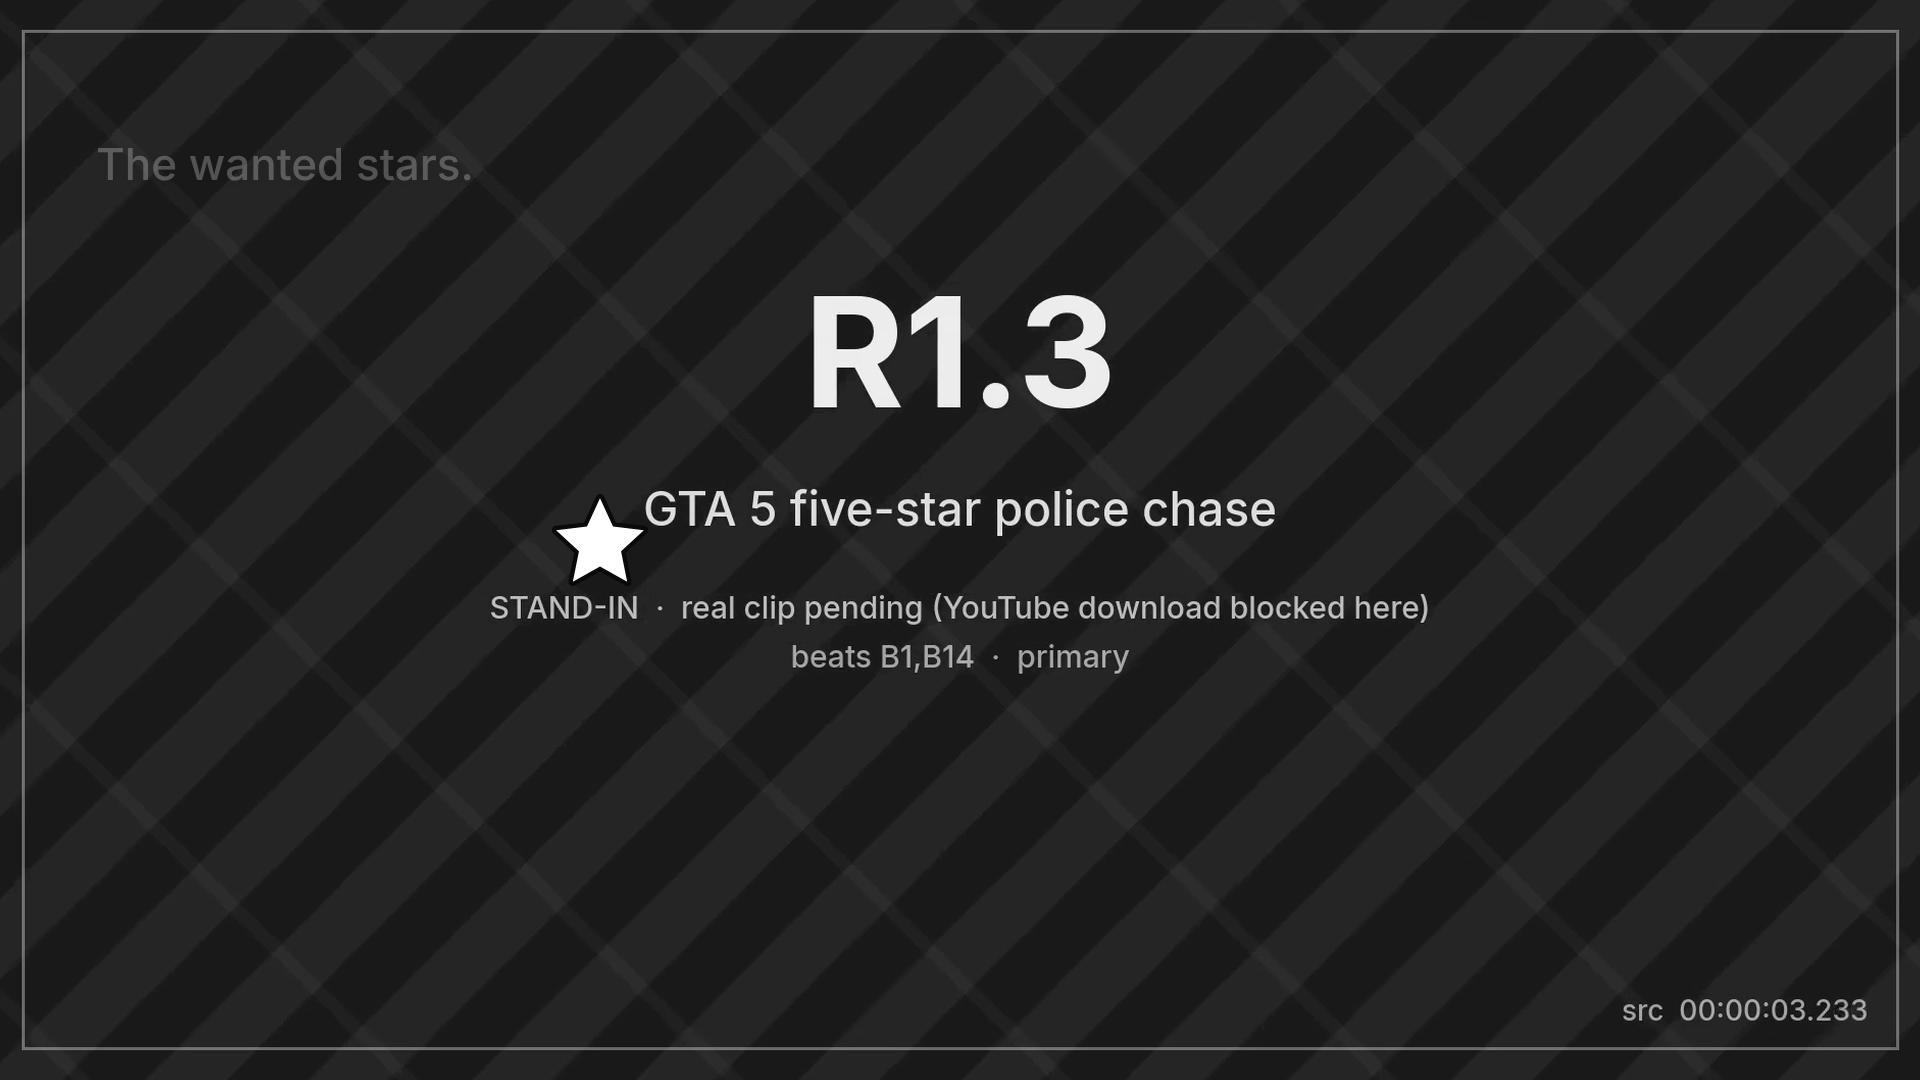 The wanted stars.
R1.3
GTA 5 five-star police chase
STAND-IN · real clip pending (YouTube download blocked here)
beats B1,B14 · primary
src 00:00:03.233